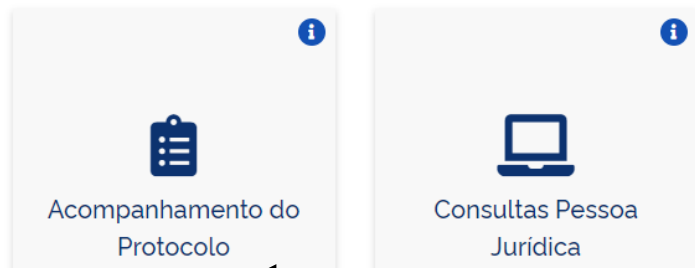 Acompanhamento do
Protocolo
Consultas Pessoa
Jurídica